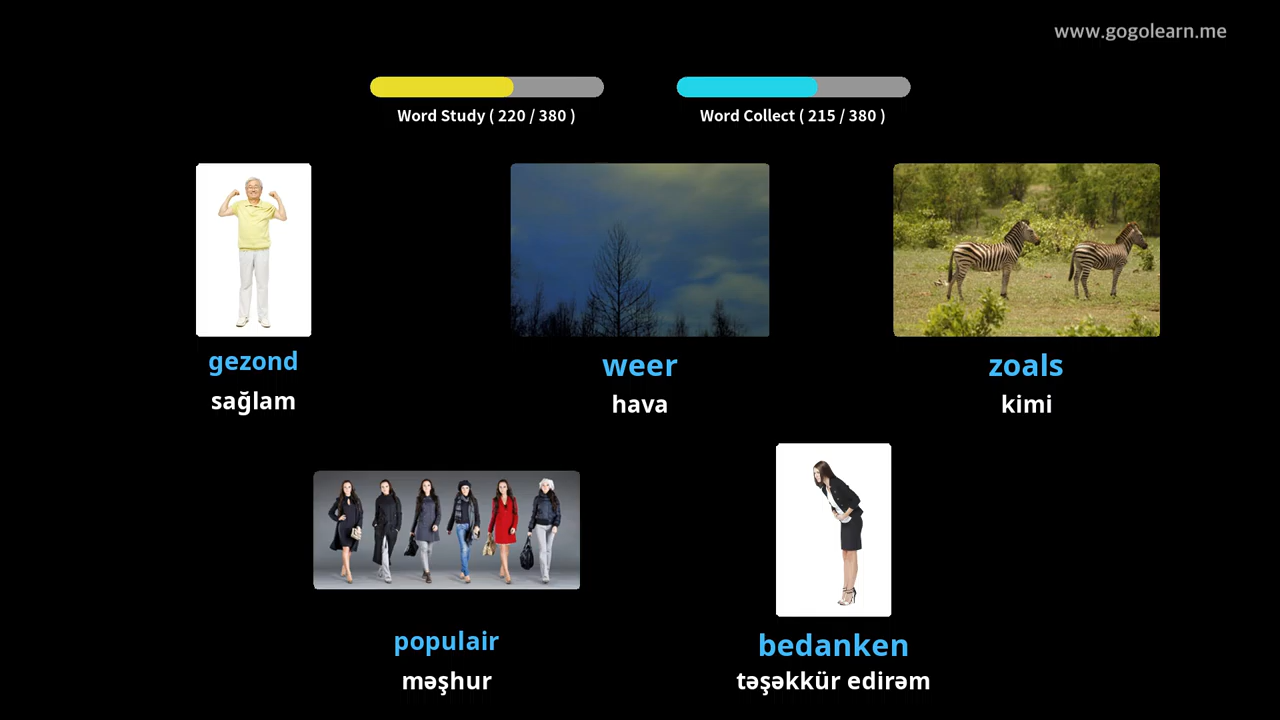 www.gogolearn.me
Word Study ( 220 / 380 )
Word Collect ( 215 / 380 )
gezond
sağlam
weer
hava
zoals
kimi
populair
məşhur
bedanken
təşəkkür edirəm